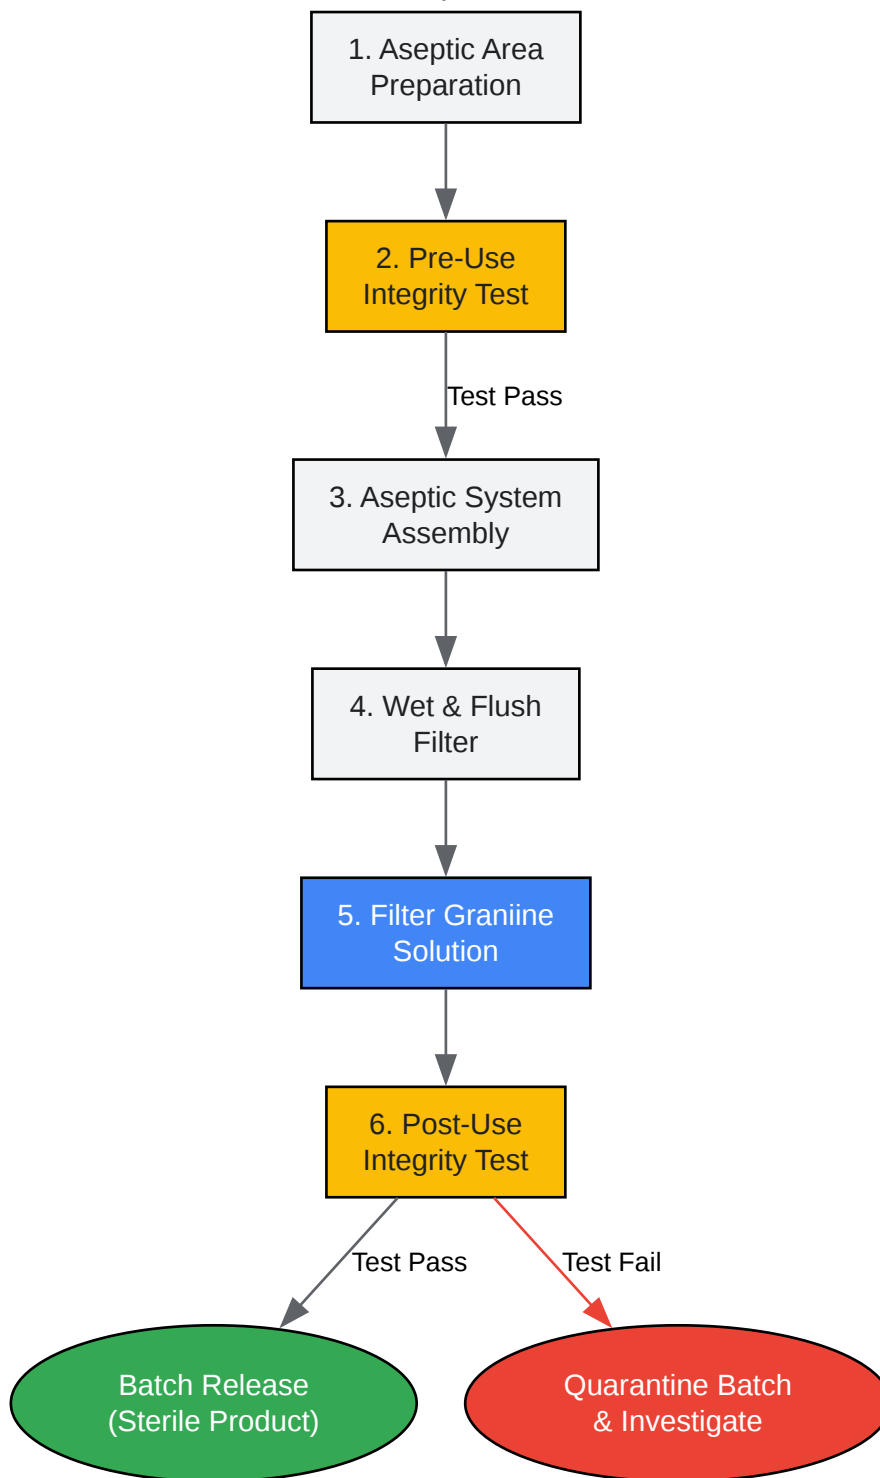 1. Aseptic Area
Preparation
2. Pre-Use
Integrity Test
Test Pass
3. Aseptic System
Assembly
4. Wet & Flush
Filter
5. Filter Graniine
Solution
6. Post-Use
Integrity Test
Test Pass
Test Fail
Batch Release
(Sterile Product)
Quarantine Batch
& Investigate